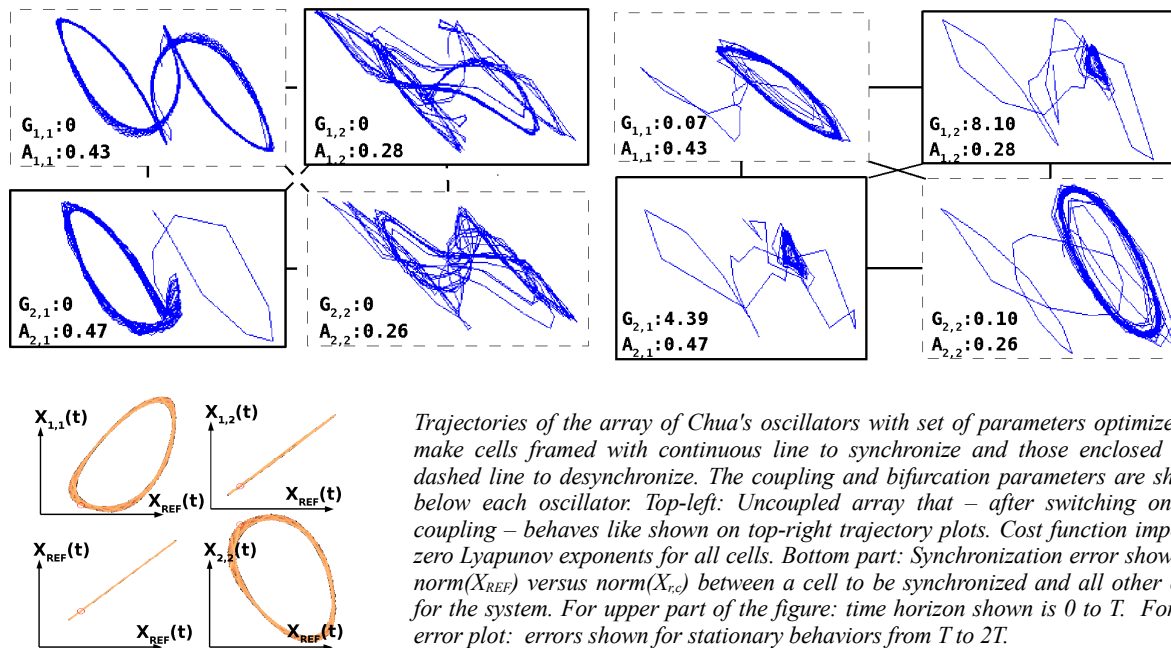 G1,1:0
A1,1:0.43
G1,2:0
A1,2:0.28
G1,1:0.07
A1,1:0.43
G1,2:8.10
A1,2:0.28
G2,1:0
A2,1:0.47
G2,2:0
A2,2:0.26
G2,1:4.39
A2,1:0.47
G2,2:0.10
A2,2:0.26
X1,1(t)
XREF(t)
X1,2(t)
XREF(t)
XREF(t)
XREF(t)
X2,2(t)
XREF(t)
Trajectories of the array of Chua's oscillators with set of parameters optimize
make cells framed with continuous line to synchronize and those enclosed
dashed line to desynchronize. The coupling and bifurcation parameters are sh
below each oscillator. Top-left: Uncoupled array that – after switching on
coupling – behaves like shown on top-right trajectory plots. Cost function imp
zero Lyapunov exponents for all cells. Bottom part: Synchronization error show
norm(XREF) versus norm(Xr,c) between a cell to be synchronized and all other
for the system. For upper part of the figure: time horizon shown is 0 to T. For
error plot: errors shown for stationary behaviors from T to 2T.